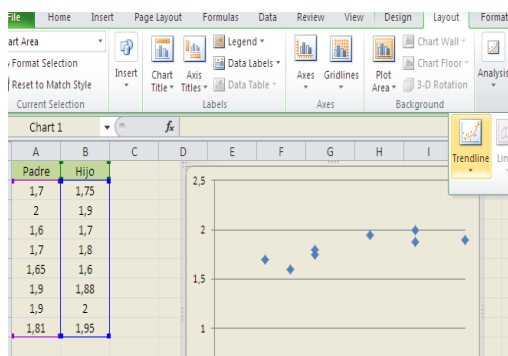 File Home Insert Page Layout Formulas Data Review View Design Layout Format
art Area
Format Selection
Reset to Match Style
Current Selection
Insert
Chart Title
Axis Titles
Legend
Data Labels
Data Table
Labels
Axes
Gridlines
Axes
Plot Area
Chart Wall
Chart Floor
3-D Rotation
Background
Analysis
Trendline
Lin
Chart 1
fx
A B C D E F G H I
Padre Hijo
1,7 1,75
2 1,9
1,6 1,7
1,7 1,8
1,65 1,6
1,9 1,88
1,9 2
1,81 1,95
2,5
2
1,5
1